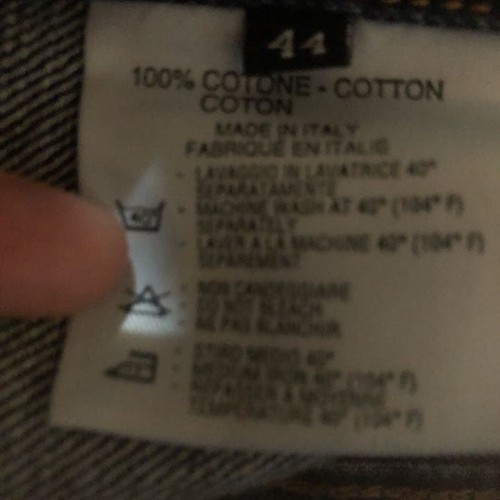 44
100% COTONE - COTTON
COTON
MADE IN ITALY
FABRIQUÉ EN ITALIE
- LAVAGGIO IN LAVATRICE 40°
SEPARATAMENTE
40
- MACHINE WASH AT 40° (104° F)
SEPARATELY
- LAVER A LA MACHINE 40° (104° F)
SEPAREMENT
- NON CANDEGGIARE
- DO NOT BLEACH
- NE PAS BLANCHIR
- STIRO MEDIO 40°
- MEDIUM IRON 40° (104° F)
- REPASSER A MOYENNE
TEMPERATURE 40° (104° F)